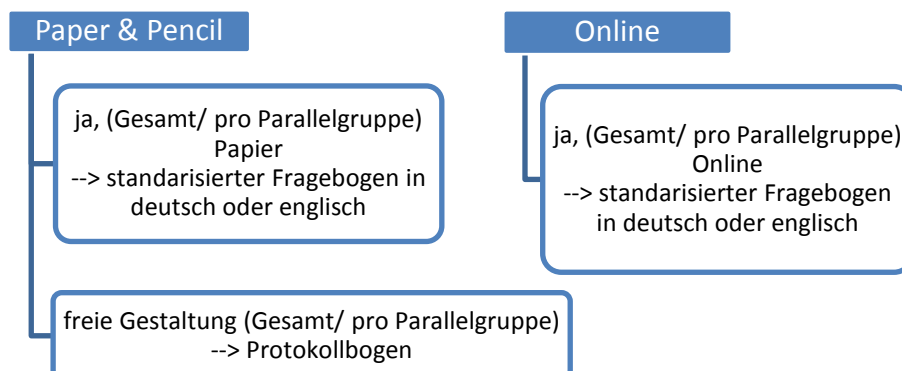 Paper & Pencil
ja, (Gesamt/ pro Parallelgruppe)
Papier
--> standarisierter Fragebogen in
deutsch oder englisch
freie Gestaltung (Gesamt/ pro Parallelgruppe)
--> Protokollbogen
Online
ja, (Gesamt/ pro Parallelgruppe)
Online
--> standarisierter Fragebogen
in deutsch oder englisch